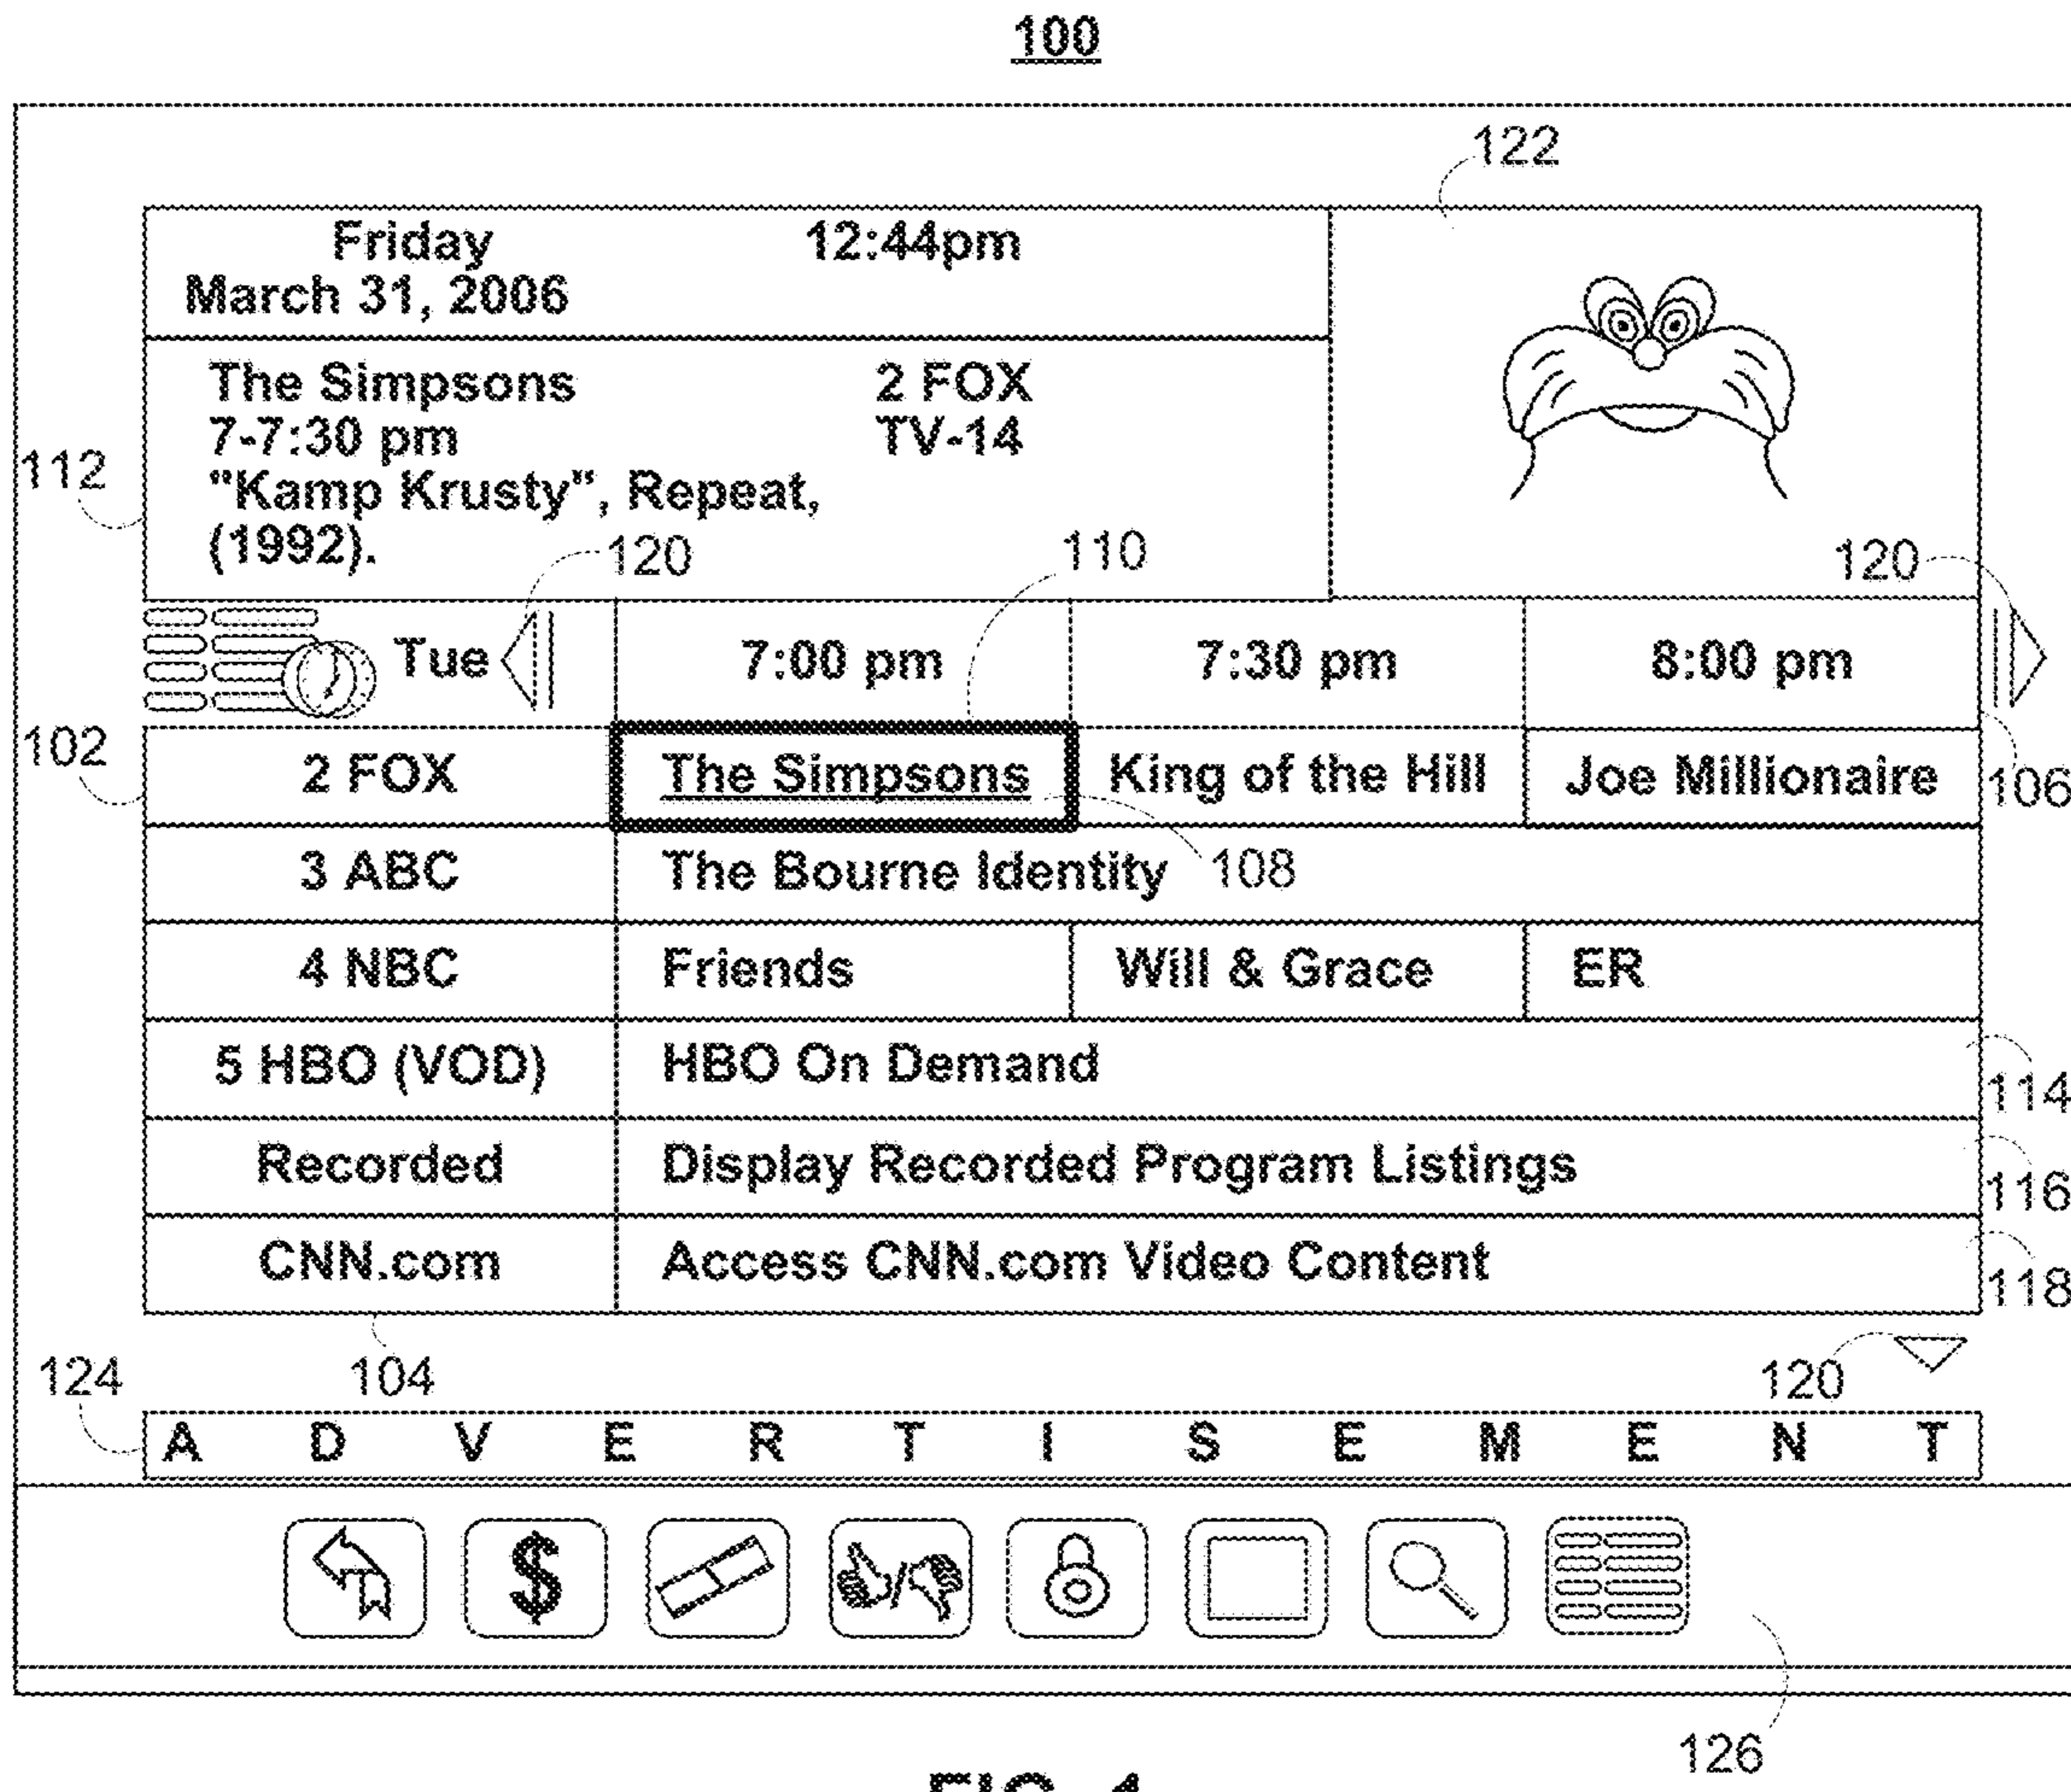 100
122
Friday 12:44pm
March 31, 2006
The Simpsons 2 FOX
7-7:30 pm TV-14
112
"Kamp Krusty", Repeat,
(1992).
120 110 120
Tue 7:00 pm 7:30 pm 8:00 pm
102
2 FOX The Simpsons King of the Hill Joe Millionaire
106
3 ABC The Bourne Identity 108
4 NBC Friends Will & Grace ER
5 HBO (VOD) HBO On Demand
114
Recorded Display Recorded Program Listings
116
CNN.com Access CNN.com Video Content
118
124 104 120
A D V E R T I S E M E N T
$
/
126
FIG. 1